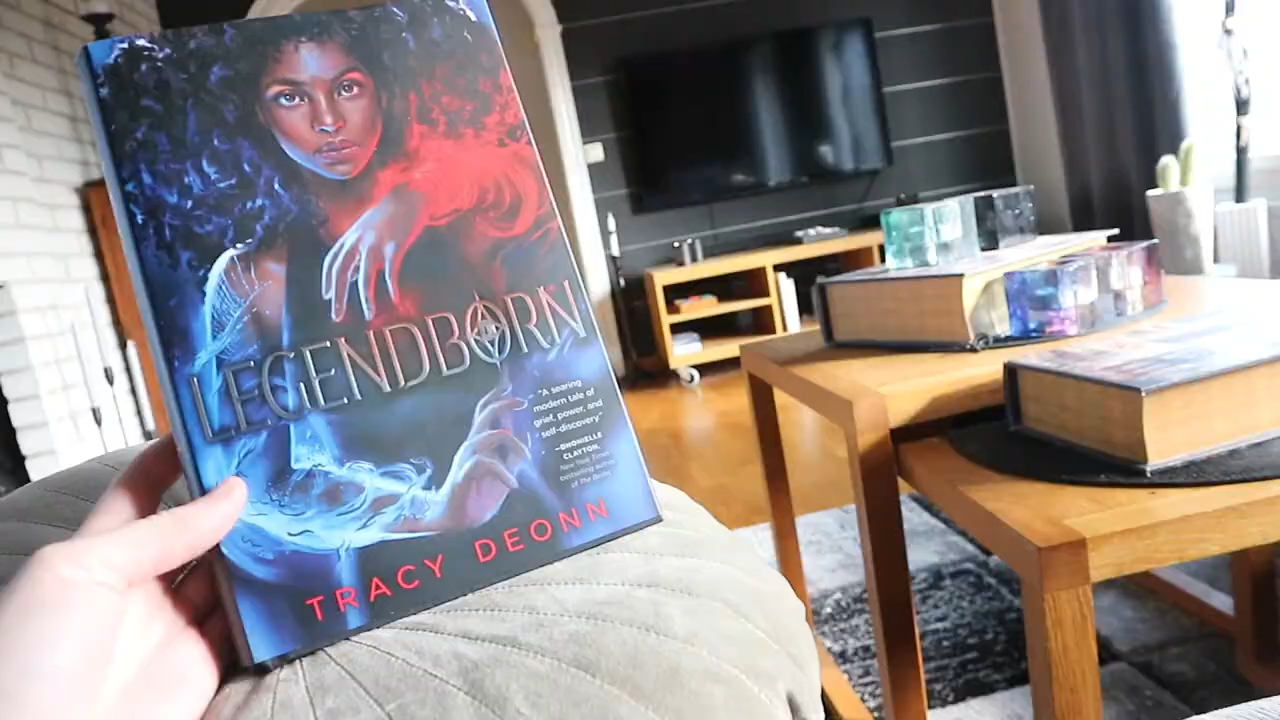 LEGENDBORN
"A searing
modern tale of
grief, power, and
self-discovery."
—DHONIELLE
CLAYTON,
New York Times
bestselling author
of The Belles
TRACY DEONN